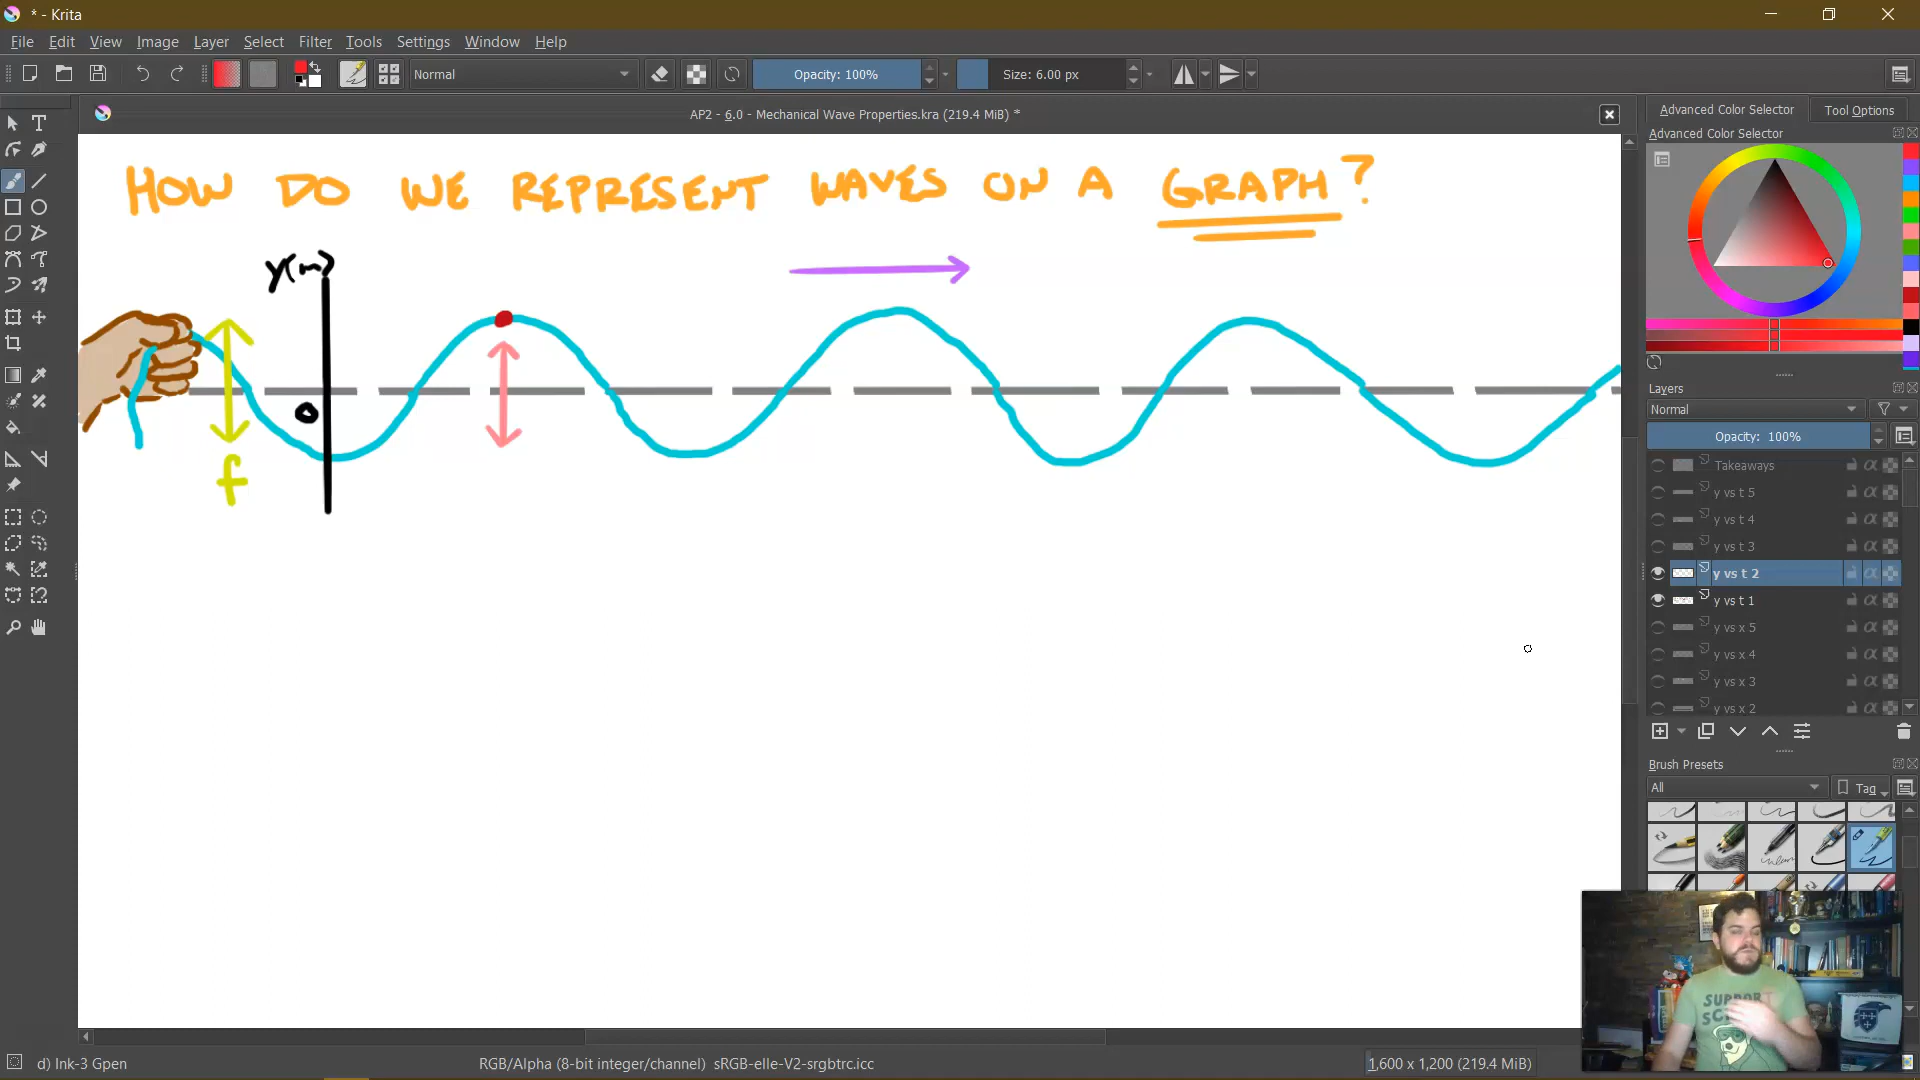 * - Krita
File Edit View Image Layer Select Filter Tools Settings Window Help
Normal
Opacity: 100%
Size: 6.00 px
AP2 - 6.0 - Mechanical Wave Properties.kra (219.4 MiB) *
Advanced Color Selector
Tool Options
Advanced Color Selector
HOW DO WE REPRESENT WAVES ON A GRAPH?
y(m)
0
f
Layers
Normal
Opacity: 100%
Takeaways
y vs t 5
y vs t 4
y vs t 3
y vs t 2
y vs t 1
y vs x 5
y vs x 4
y vs x 3
y vs x 2
Brush Presets
All
Tag
SUPPORT
d) Ink-3 Gpen
RGB/Alpha (8-bit integer/channel) sRGB-elle-V2-srgbtrc.icc
1,600 x 1,200 (219.4 MiB)